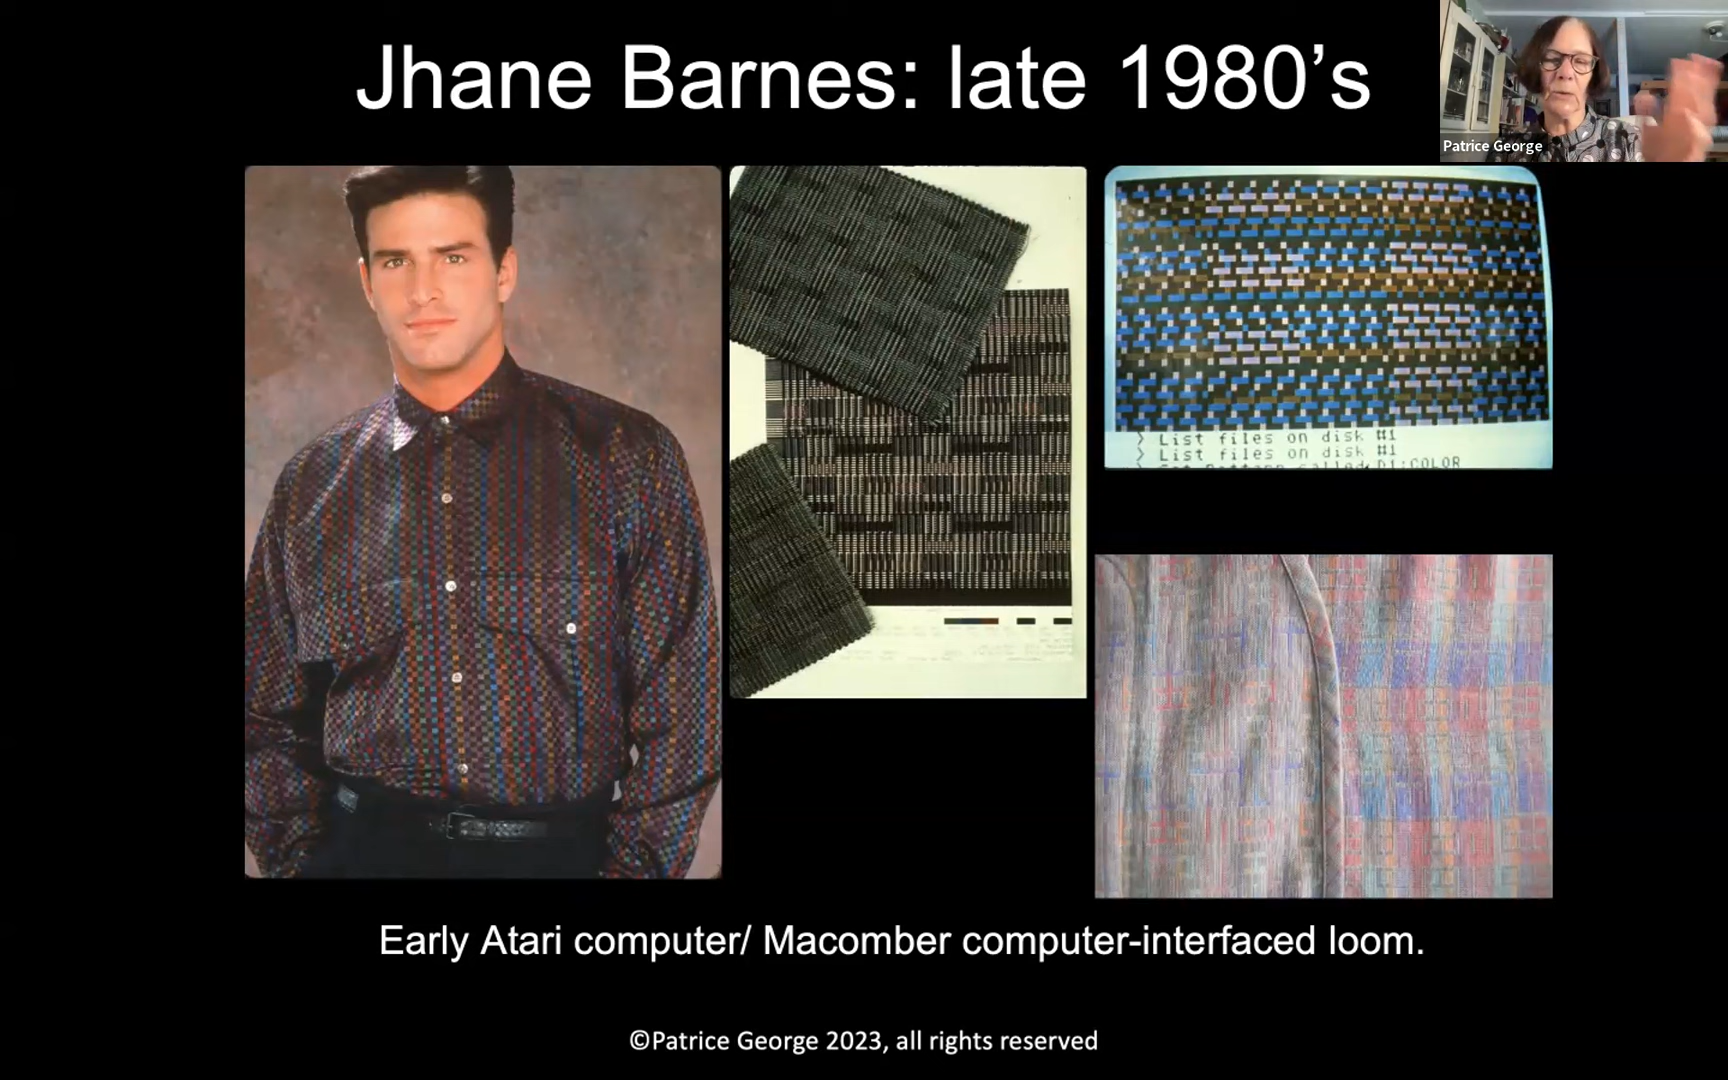 Jhane Barnes: late 1980’s
Patrice George
> List files on disk #1
> List files on disk #1
Early Atari computer/ Macomber computer-interfaced loom.
©Patrice George 2023, all rights reserved